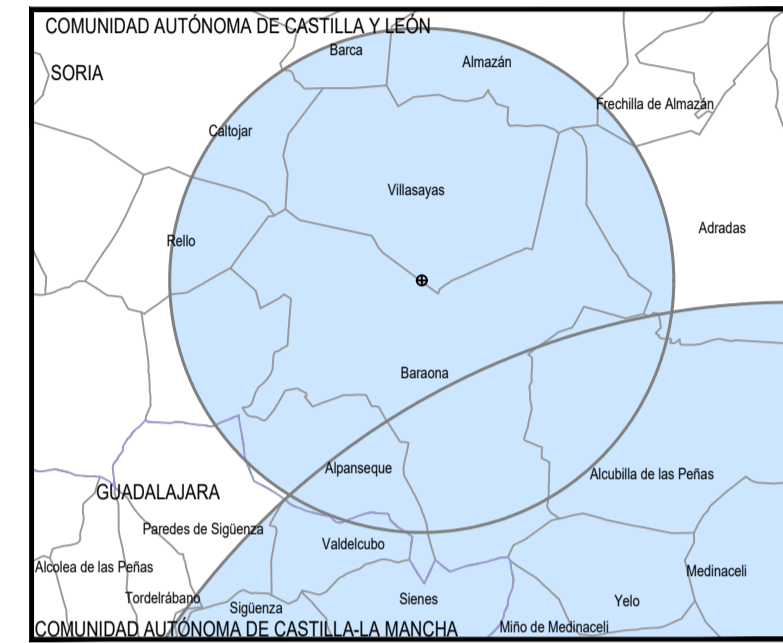 COMUNIDAD AUTÓNOMA DE CASTILLA Y LEÓN
Barca
Almazán
SORIA
Frechilla de Almazán
Caltojar
Villasayas
Adradas
Rello
Baraona
Alpanseque
Alcubilla de las Peñas
GUADALAJARA
Paredes de Sigüenza
Valdelcubo
Alcolea de las Peñas
Medinaceli
Tordelrábano
Sigüenza
Sienes
Yelo
COMUNIDAD AUTÓNOMA DE CASTILLA-LA MANCHA
Miño de Medinaceli